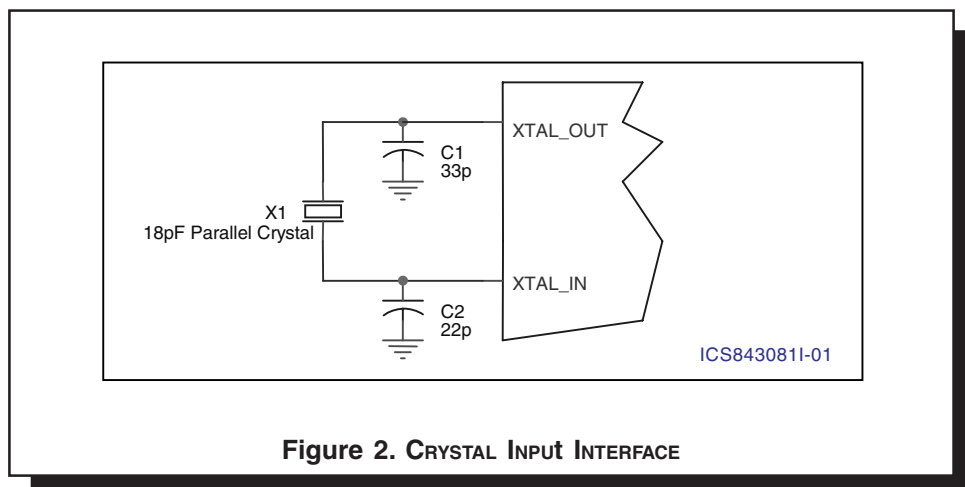 XTAL_OUT
C1
33p
X1
18pF Parallel Crystal
XTAL_IN
C2
22p
ICS843081I-01
Figure 2. CRYSTAL INPUt INTERFACE